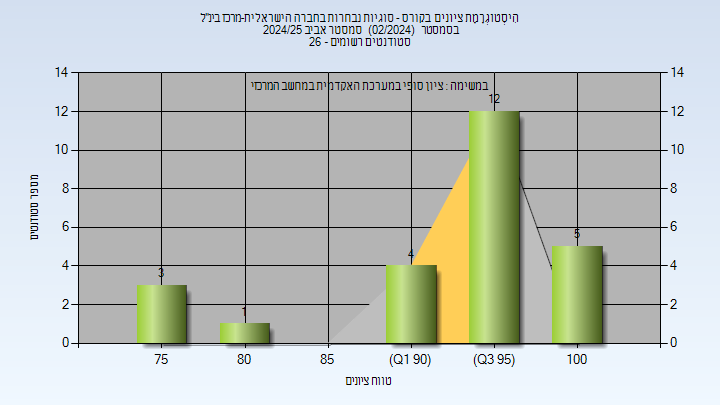 היסטוגרמת ציונים בקורס - סוגיות נבחרות בחברה הישראלית-מרכז בינ"ל
בסמסטר (02/2024) סמסטר אביב 2024/25
סטודנטים רשומים - 26
במשימה : ציון סופי במערכת האקדמית במחשב המרכזי
14 14
12 12
12
10 10
8 8
6 6
5
4 4
4
3
2 2
1
0 0
75 80 85 (Q1 90) (Q3 95) 100
מספר סטודנטים
טווח ציונים